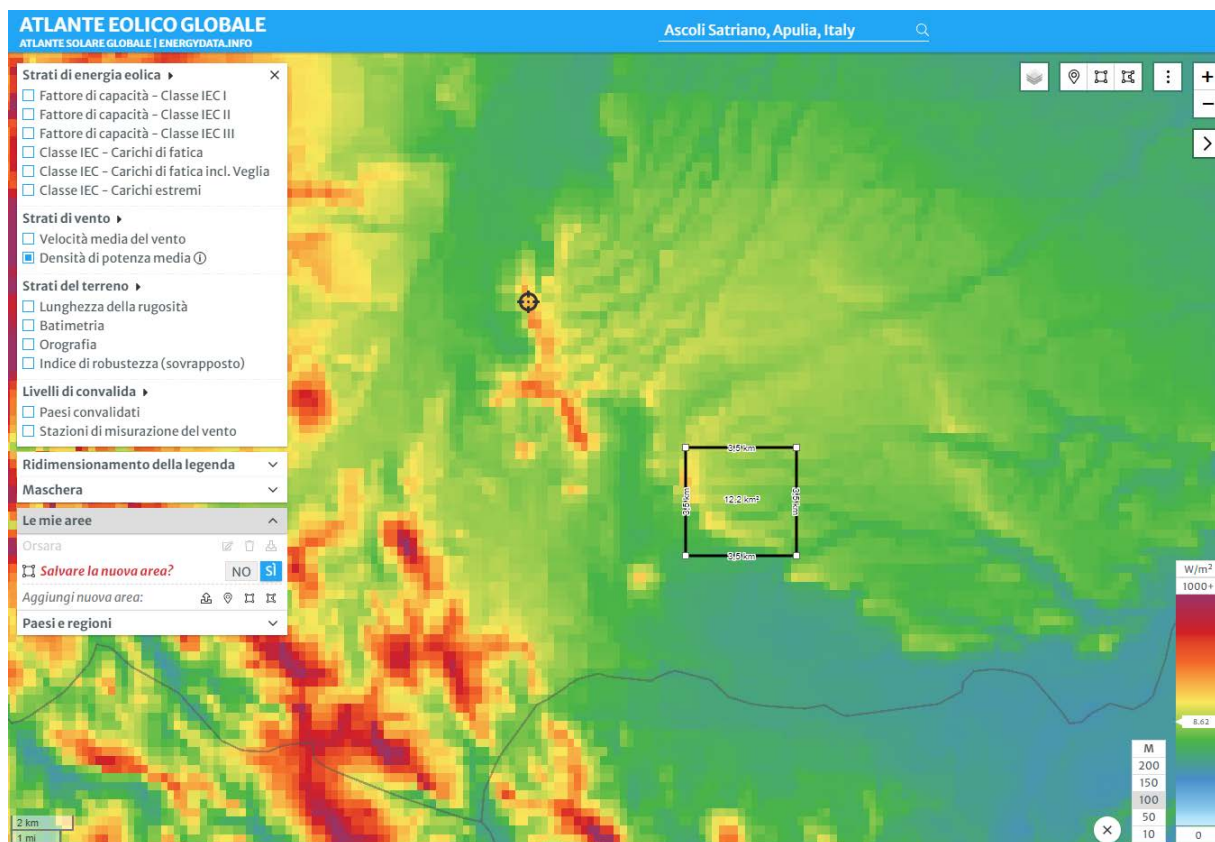 ATLANTE EOLICO GLOBALE
ATLANTE SOLARE GLOBALE | ENERGYDATA.INFO
Ascoli Satriano, Apulia, Italy
Strati di energia eolica
Fattore di capacità - Classe IEC I
Fattore di capacità - Classe IEC II
Fattore di capacità - Classe IEC III
Classe IEC - Carichi di fatica
Classe IEC - Carichi di fatica incl. Veglia
Classe IEC - Carichi estremi
Strati di vento
Velocità media del vento
Densità di potenza media
Strati del terreno
Lunghezza della rugosità
Batimetria
Orografia
Indice di robustezza (sovrapposto)
Livelli di convalida
Paesi convalidati
Stazioni di misurazione del vento
Ridimensionamento della legenda
Maschera
Le mie aree
Orsara
Salvare la nuova area?
NO SÌ
Aggiungi nuova area:
Paesi e regioni
3,5 km
3,5 km
12,2 km²
3,5 km
3,5 km
W/m²
1000+
8.62
0
M
200
150
100
50
10
2 km
1 mi